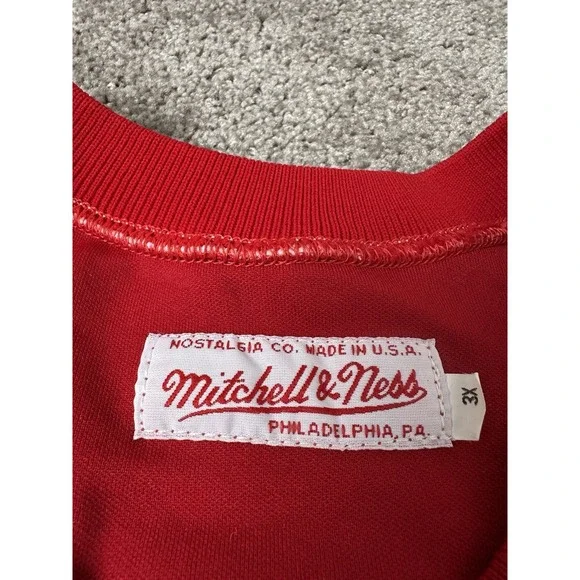 NOSTALGIA CO. MADE IN U.S.A.
Mitchell & Ness
PHILADELPHIA, PA.
3X